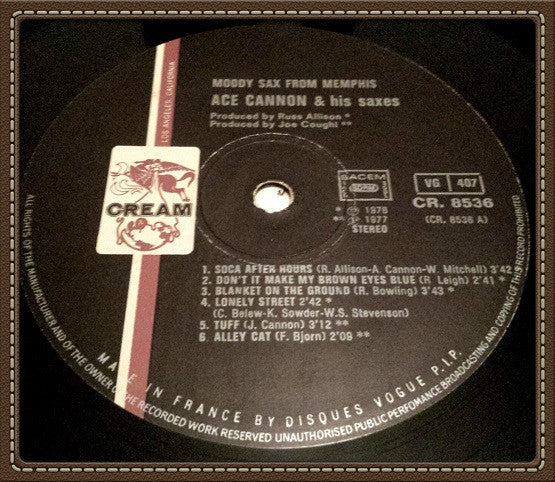 LOS ANGELES, CALIFORNIA
MOODY SAX FROM MEMPHIS
ACE CANNON & his saxes
Produced by Russ Allison *
Produced by Joe Coughi **
CREAM
SACEM
VG 407
CR. 8536
(CR. 8536 A)
* ℗ 1978
** ℗ 1977
STEREO
1. SOCA AFTER HOURS (R. Allison-A. Cannon-W. Mitchell) 3'42
2. DON'T IT MAKE MY BROWN EYES BLUE (R. Leigh) 2'41 *
3. BLANKET ON THE GROUND (R. Bowling) 3'43 *
4. LONELY STREET 2'42 *
(C. Belew-K. Sowder-W.S. Stevenson)
5. TUFF (J. Cannon) 3'12 **
6. ALLEY CAT (F. Bjorn) 2'09 **
MADE IN FRANCE BY DISQUES VOGUE P.I.P.
ALL RIGHTS OF THE MANUFACTURER AND OF THE OWNER OF THE RECORDED WORK RESERVED UNAUTHORISED PUBLIC PERFOMANCE BROADCASTING AND COPYING OF THIS RECORD PROHIBITED